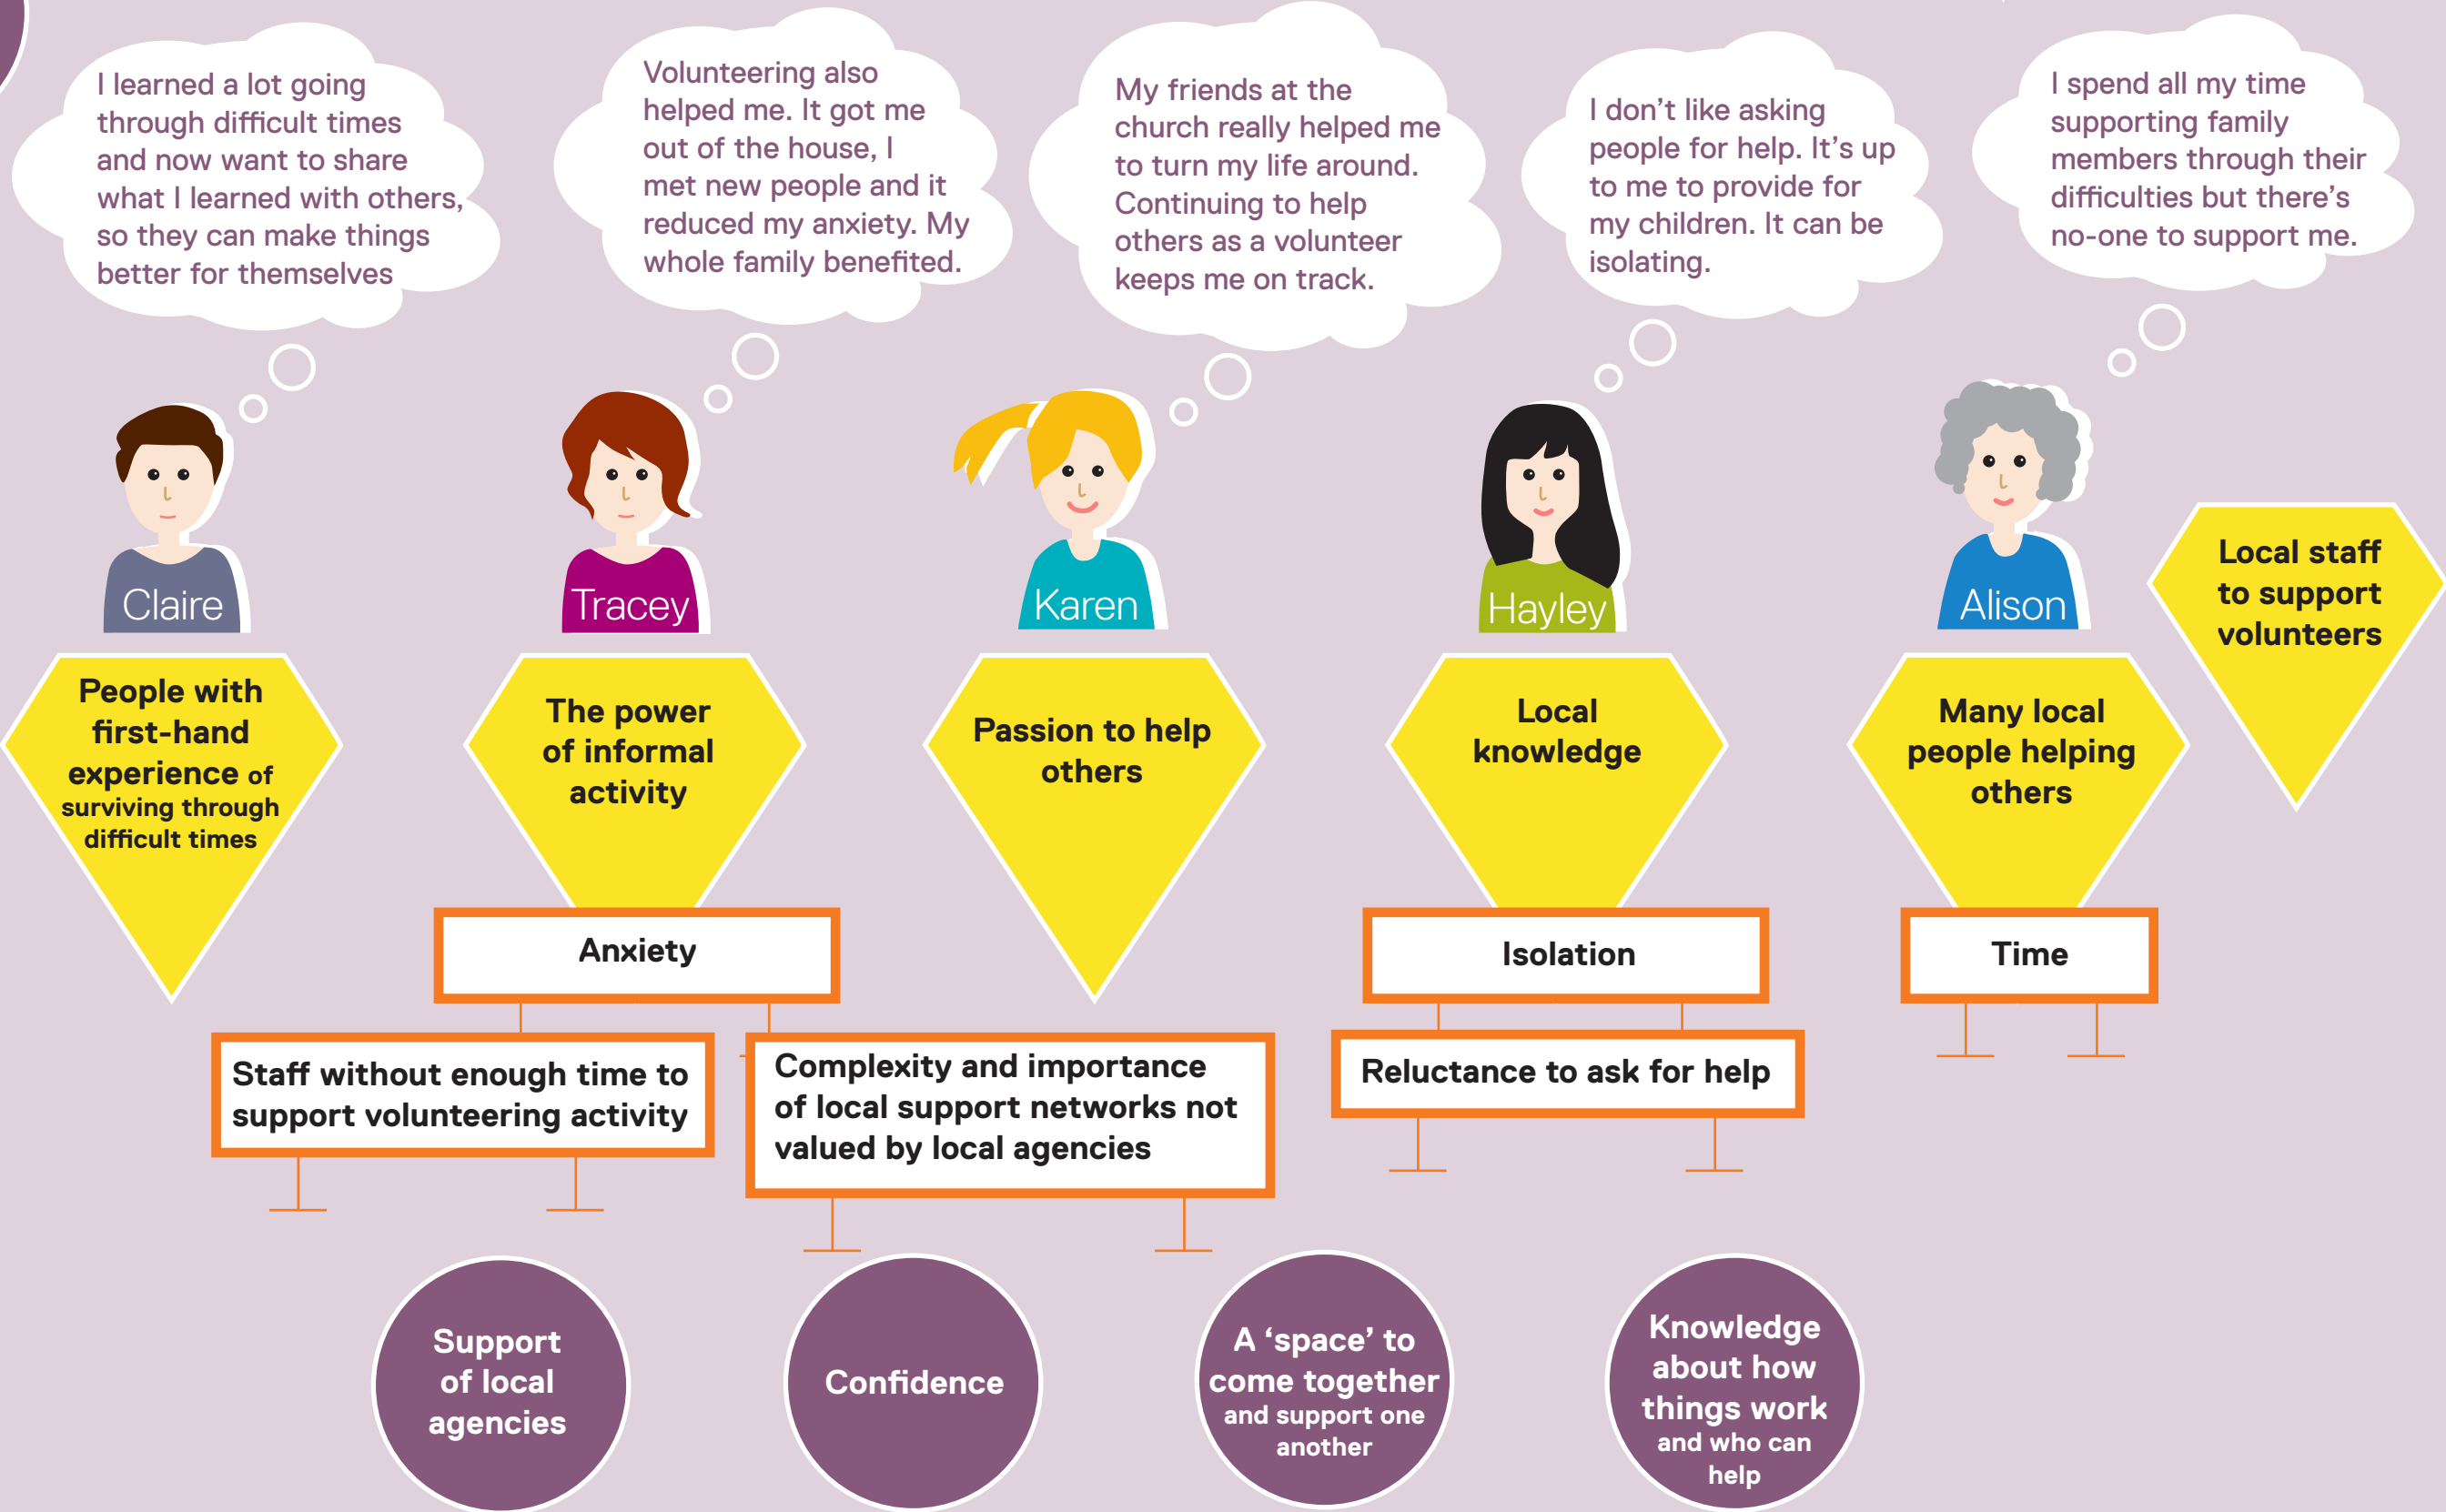 I learned a lot going
through difficult times
and now want to share
what I learned with others,
so they can make things
better for themselves
Volunteering also
helped me. It got me
out of the house, I
met new people and it
reduced my anxiety. My
whole family benefited.
My friends at the
church really helped me
to turn my life around.
Continuing to help
others as a volunteer
keeps me on track.
I don’t like asking
people for help. It’s up
to me to provide for
my children. It can be
isolating.
I spend all my time
supporting family
members through their
difficulties but there’s
no-one to support me.
Claire
Tracey
Karen
Hayley
Alison
Local staff
to support
volunteers
People with
first-hand
experience of
surviving through
difficult times
The power
of informal
activity
Passion to help
others
Local
knowledge
Many local
people helping
others
Anxiety
Isolation
Time
Staff without enough time to
support volunteering activity
Complexity and importance
of local support networks not
valued by local agencies
Reluctance to ask for help
Support
of local
agencies
Confidence
A ‘space’ to
come together
and support one
another
Knowledge
about how
things work
and who can
help